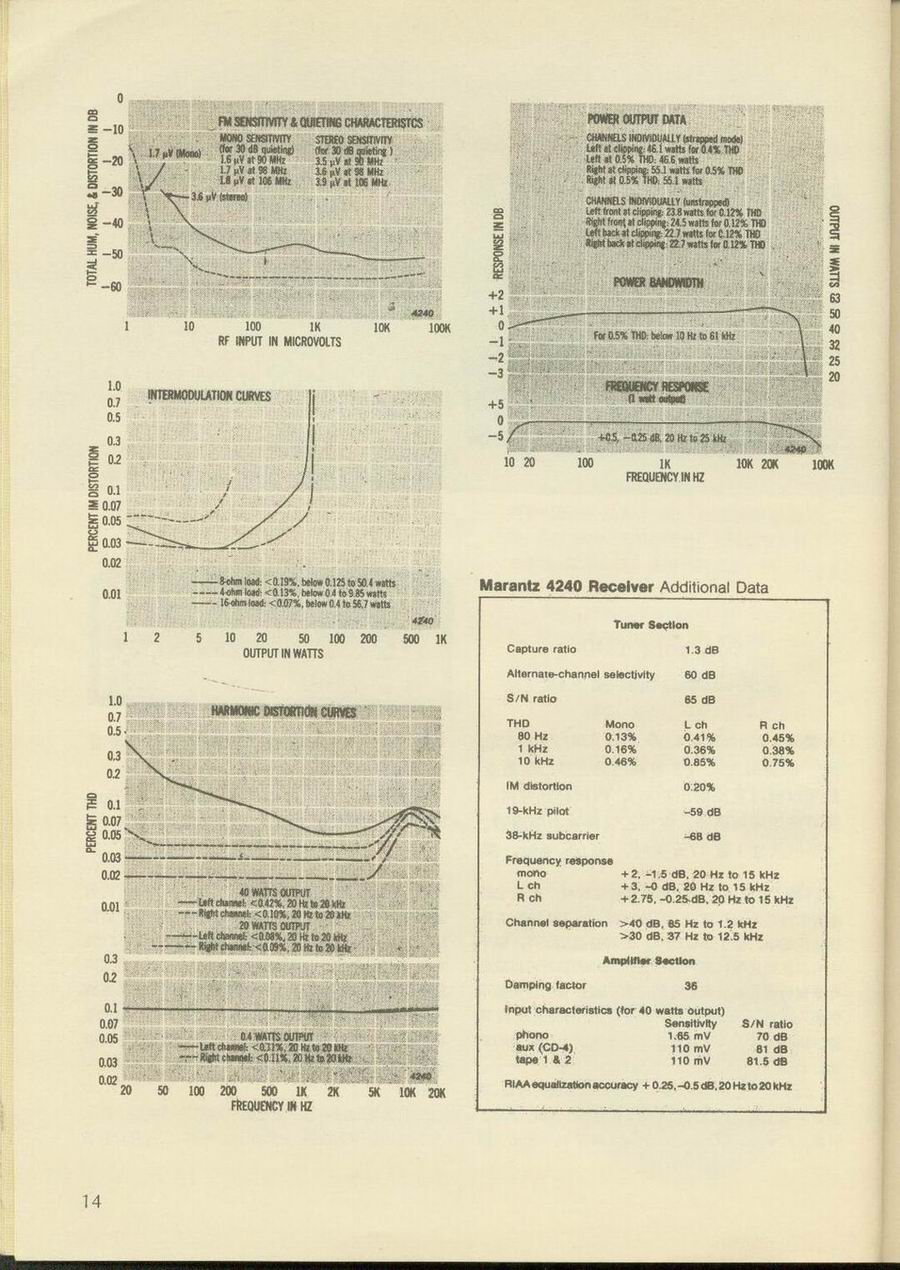 FM SENSITIVITY & QUIETING CHARACTERISTCS
MONO SENSITIVITY STEREO SENSITIVITY
(for 30 dB quieting) (for 30 dB quieting )
1.6 µV at 90 MHz 3.5 µV at 90 MHz
1.7 µV at 98 MHz 3.6 µV at 98 MHz
1.8 µV at 106 MHz 3.9 µV at 106 MHz
1.7 µV (Mono)
3.6 µV (stereo)
TOTAL HUM, NOISE, & DISTORTION IN DB
0
−10
−20
−30
−40
−50
−60
4240
1 10 100 1K 10K 100K
RF INPUT IN MICROVOLTS
INTERMODULATION CURVES
PERCENT IM DISTORTION
1.0
0.7
0.5
0.3
0.2
0.1
0.07
0.05
0.03
0.02
0.01
8-ohm load: <0.19%, below 0.125 to 50.4 watts
4-ohm load: <0.13%, below 0.4 to 9.85 watts
16-ohm load: <0.07%, below 0.4 to 56.7 watts
4240
1 2 5 10 20 50 100 200 500 1K
OUTPUT IN WATTS
HARMONIC DISTORTION CURVES
PERCENT THD
1.0
0.7
0.5
0.3
0.2
0.1
0.07
0.05
0.03
0.02
0.01
40 WATTS OUTPUT
Left channel: <0.42%, 20 Hz to 20 kHz
Right channel: <0.10%, 20 Hz to 20 kHz
20 WATTS OUTPUT
Left channel: <0.08%, 20 Hz to 20 kHz
Right channel: <0.09%, 20 Hz to 20 kHz
0.3
0.2
0.1
0.07
0.05
0.03
0.02
0.4 WATTS OUTPUT
Left channel: <0.11%, 20 Hz to 20 kHz
Right channel: <0.11%, 20 Hz to 20 kHz
4240
20 50 100 200 500 1K 2K 5K 10K 20K
FREQUENCY IN HZ
14
POWER OUTPUT DATA
CHANNELS INDIVIDUALLY (strapped mode)
Left at clipping: 46.1 watts for 0.4% THD
Left at 0.5% THD: 46.6 watts
Right at clipping: 55.1 watts for 0.5% THD
Right at 0.5% THD: 55.1 watts
CHANNELS INDIVIDUALLY (unstrapped)
Left front at clipping: 23.8 watts for 0.12% THD
Right front at clipping: 24.5 watts for 0.12% THD
Left back at clipping: 22.7 watts for 0.12% THD
Right back at clipping: 22.7 watts for 0.12% THD
POWER BANDWIDTH
RESPONSE IN DB
OUTPUT IN WATTS
+2
+1
0
−1
−2
−3
63
50
40
32
25
20
For 0.5% THD: below 10 Hz to 61 kHz
FREQUENCY RESPONSE
(1 watt output)
+5
0
−5
+0.5, −0.25 dB, 20 Hz to 25 kHz
4240
10 20 100 1K 10K 20K 100K
FREQUENCY IN HZ
Marantz 4240 Receiver Additional Data
Tuner Section
Capture ratio 1.3 dB
Alternate-channel selectivity 60 dB
S/N ratio 65 dB
THD Mono L ch R ch
80 Hz 0.13% 0.41% 0.45%
1 kHz 0.16% 0.36% 0.38%
10 kHz 0.46% 0.85% 0.75%
IM distortion 0.20%
19-kHz pilot −59 dB
38-kHz subcarrier −68 dB
Frequency response
mono +2, −1.5 dB, 20 Hz to 15 kHz
L ch +3, −0 dB, 20 Hz to 15 kHz
R ch +2.75, −0.25 dB, 20 Hz to 15 kHz
Channel separation >40 dB, 85 Hz to 1.2 kHz
>30 dB, 37 Hz to 12.5 kHz
Amplifier Section
Damping factor 36
Input characteristics (for 40 watts output)
Sensitivity S/N ratio
phono 1.65 mV 70 dB
aux (CD-4) 110 mV 81 dB
tape 1 & 2 110 mV 81.5 dB
RIAA equalization accuracy +0.25, −0.5 dB, 20 Hz to 20 kHz